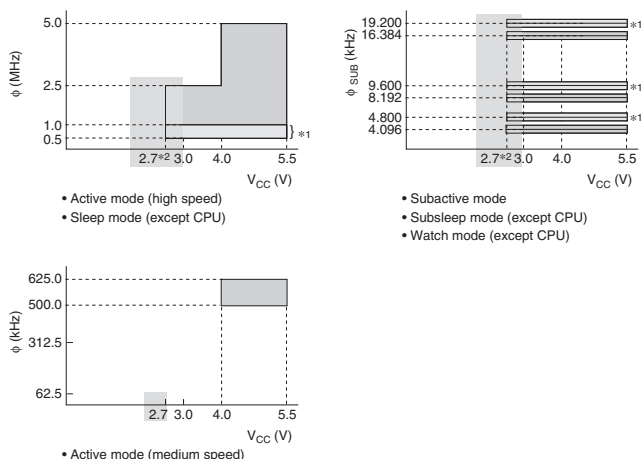 5.0
2.5
1.0
0.5
φ (MHz)
2.7*2 3.0 4.0 5.5
*1
VCC (V)
• Active mode (high speed)
• Sleep mode (except CPU)
19.200
16.384
9.600
8.192
4.800
4.096
φ SUB (kHz)
*1
*1
*1
2.7*2 3.0 4.0 5.5
VCC (V)
• Subactive mode
• Subsleep mode (except CPU)
• Watch mode (except CPU)
625.0
500.0
312.5
62.5
φ (kHz)
2.7 3.0 4.0 5.5
VCC (V)
• Active mode (medium speed)